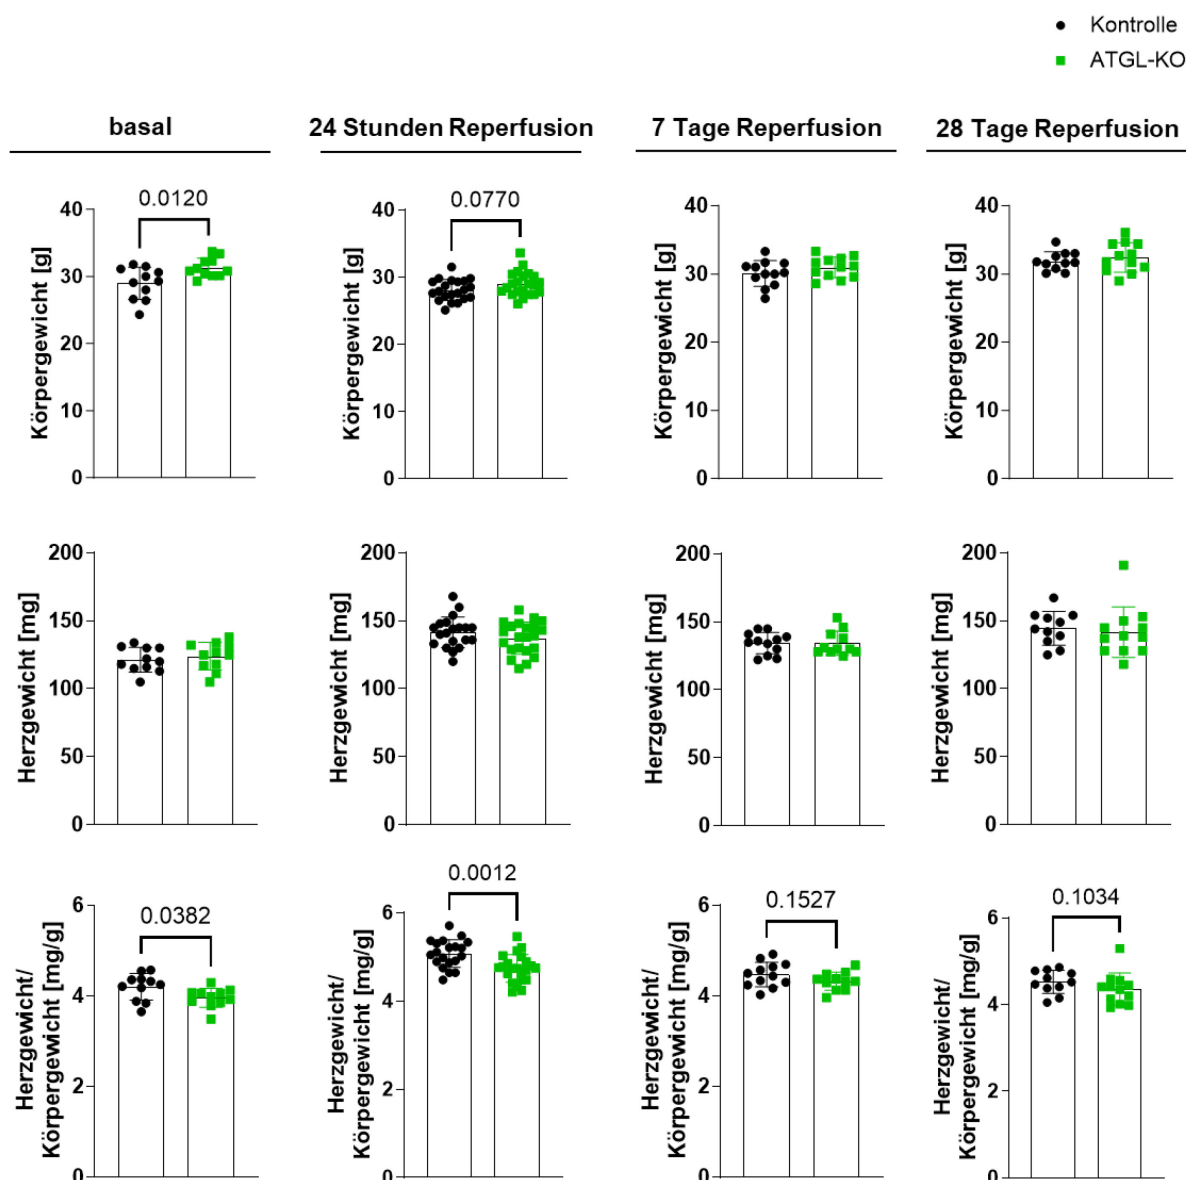 Kontrolle
ATGL-KO
basal
24 Stunden Reperfusion
7 Tage Reperfusion
28 Tage Reperfusion
0.0120
40
30
20
10
0
Körpergewicht [g]
0.0770
40
30
20
10
0
Körpergewicht [g]
40
30
20
10
0
Körpergewicht [g]
40
30
20
10
0
Körpergewicht [g]
200
150
100
50
0
Herzgewicht [mg]
200
150
100
50
0
Herzgewicht [mg]
200
150
100
50
0
Herzgewicht [mg]
200
150
100
50
0
Herzgewicht [mg]
0.0382
6
4
2
0
Herzgewicht/
Körpergewicht [mg/g]
0.0012
6
4
2
0
Herzgewicht/
Körpergewicht [mg/g]
0.1527
6
4
2
0
Herzgewicht/
Körpergewicht [mg/g]
0.1034
6
4
2
0
Herzgewicht/
Körpergewicht [mg/g]